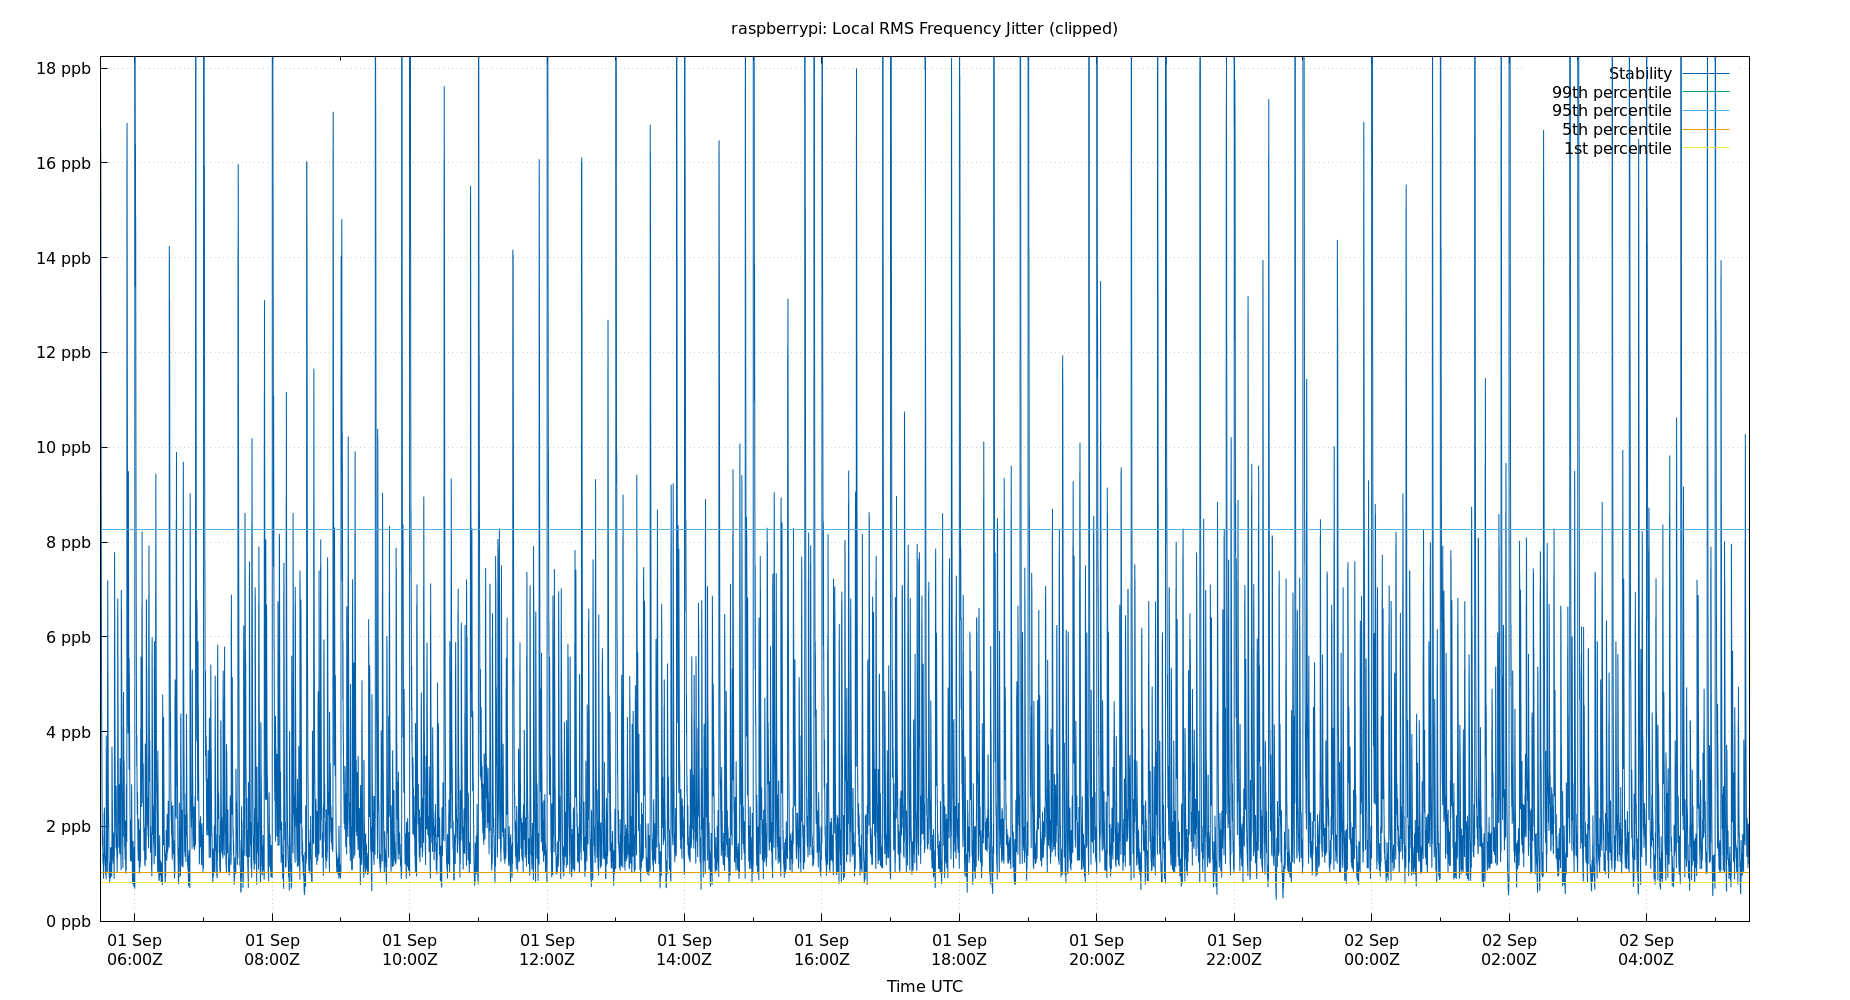 raspberrypi: Local RMS Frequency Jitter (clipped)
18 ppb
16 ppb
14 ppb
12 ppb
10 ppb
8 ppb
6 ppb
4 ppb
2 ppb
0 ppb
Stability
99th percentile
95th percentile
5th percentile
1st percentile
01 Sep 01 Sep 01 Sep 01 Sep 01 Sep 01 Sep 01 Sep 01 Sep 01 Sep 02 Sep 02 Sep 02 Sep
06:00Z 08:00Z 10:00Z 12:00Z 14:00Z 16:00Z 18:00Z 20:00Z 22:00Z 00:00Z 02:00Z 04:00Z
Time UTC